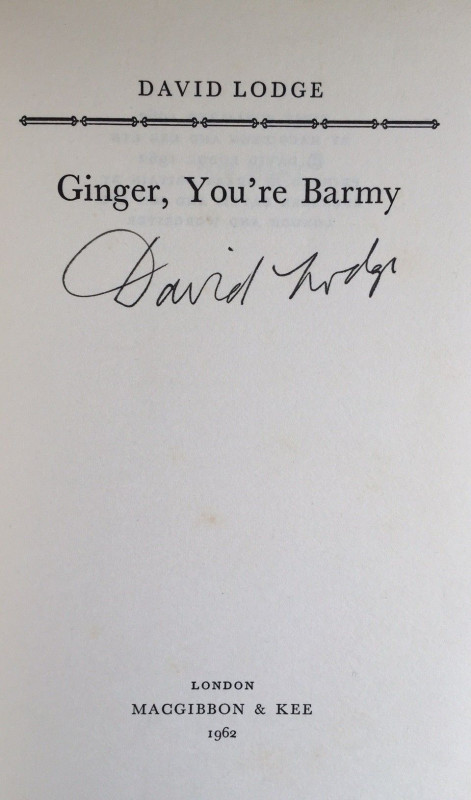 DAVID LODGE
Ginger, You're Barmy
David Lodge
LONDON
MACGIBBON & KEE
1962